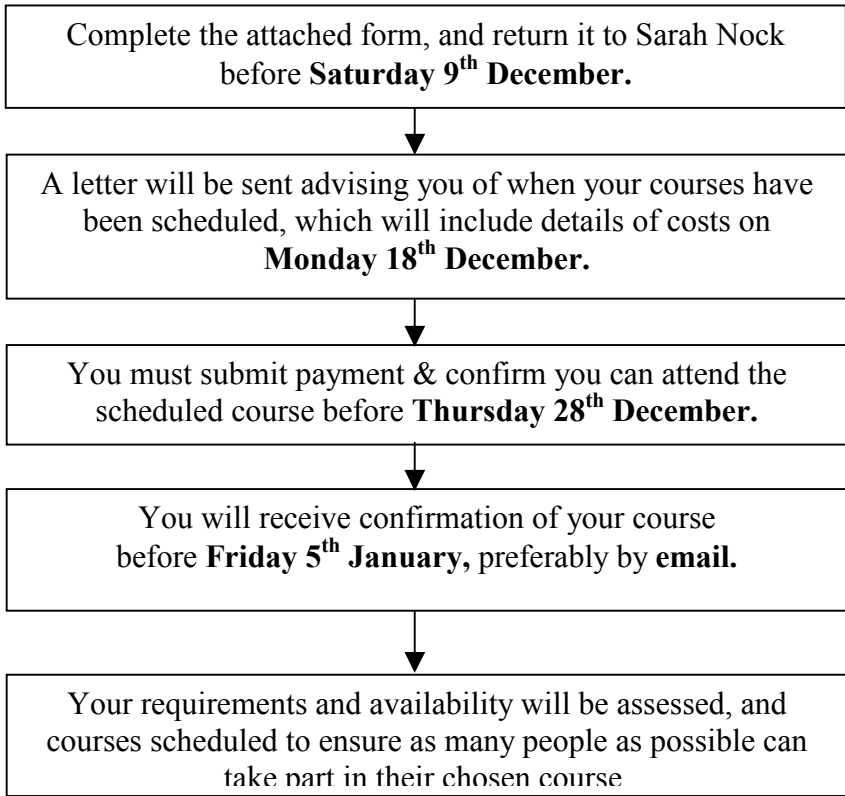 Complete the attached form, and return it to Sarah Nock
before Saturday 9th December.
A letter will be sent advising you of when your courses have
been scheduled, which will include details of costs on
Monday 18th December.
You must submit payment & confirm you can attend the
scheduled course before Thursday 28th December.
You will receive confirmation of your course
before Friday 5th January, preferably by email.
Your requirements and availability will be assessed, and
courses scheduled to ensure as many people as possible can
take part in their chosen course